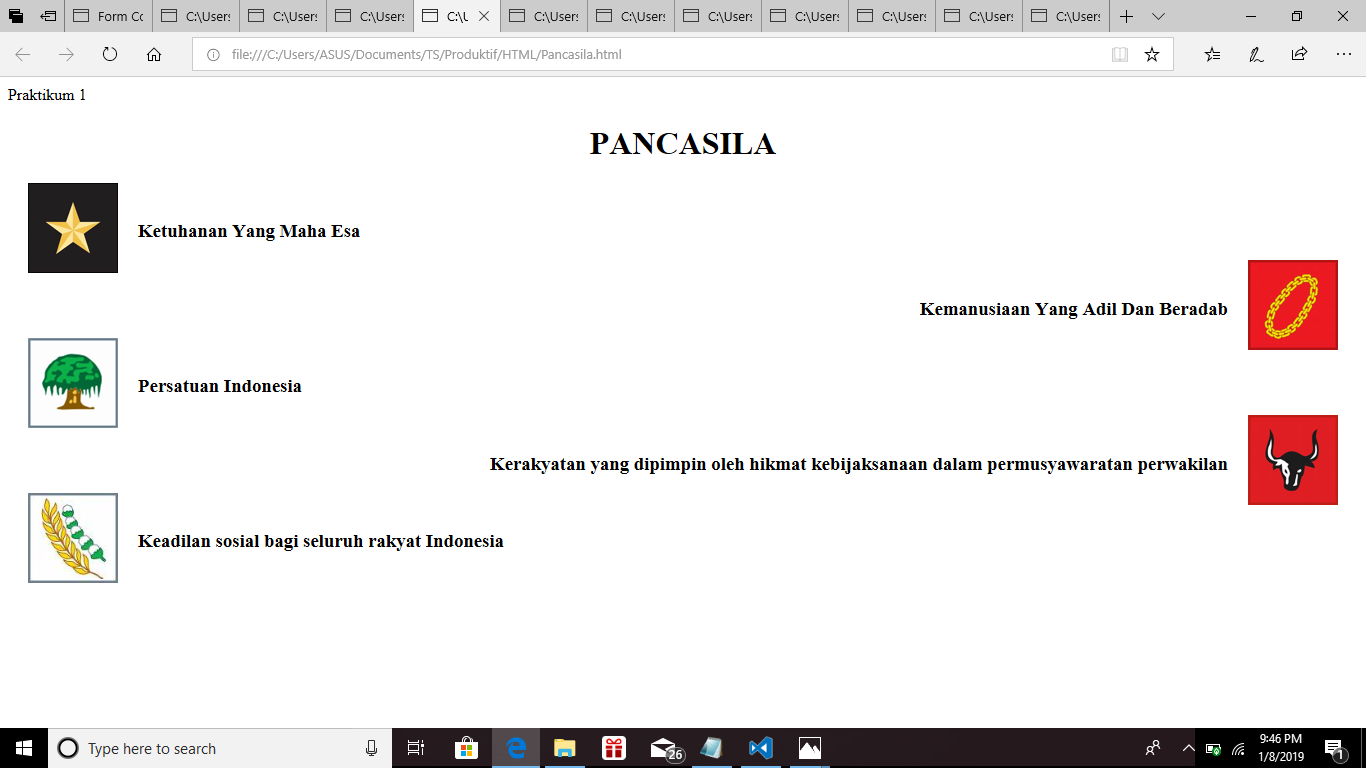 Form Co
C:\Users
C:\Users
C:\Users
C:\U
C:\Users
C:\Users
C:\Users
C:\Users
C:\Users
C:\Users
C:\Users
file:///C:/Users/ASUS/Documents/TS/Produktif/HTML/Pancasila.html
Praktikum 1
PANCASILA
Ketuhanan Yang Maha Esa
Kemanusiaan Yang Adil Dan Beradab
Persatuan Indonesia
Kerakyatan yang dipimpin oleh hikmat kebijaksanaan dalam permusyawaratan perwakilan
Keadilan sosial bagi seluruh rakyat Indonesia
Type here to search
26
9:46 PM
1/8/2019
1